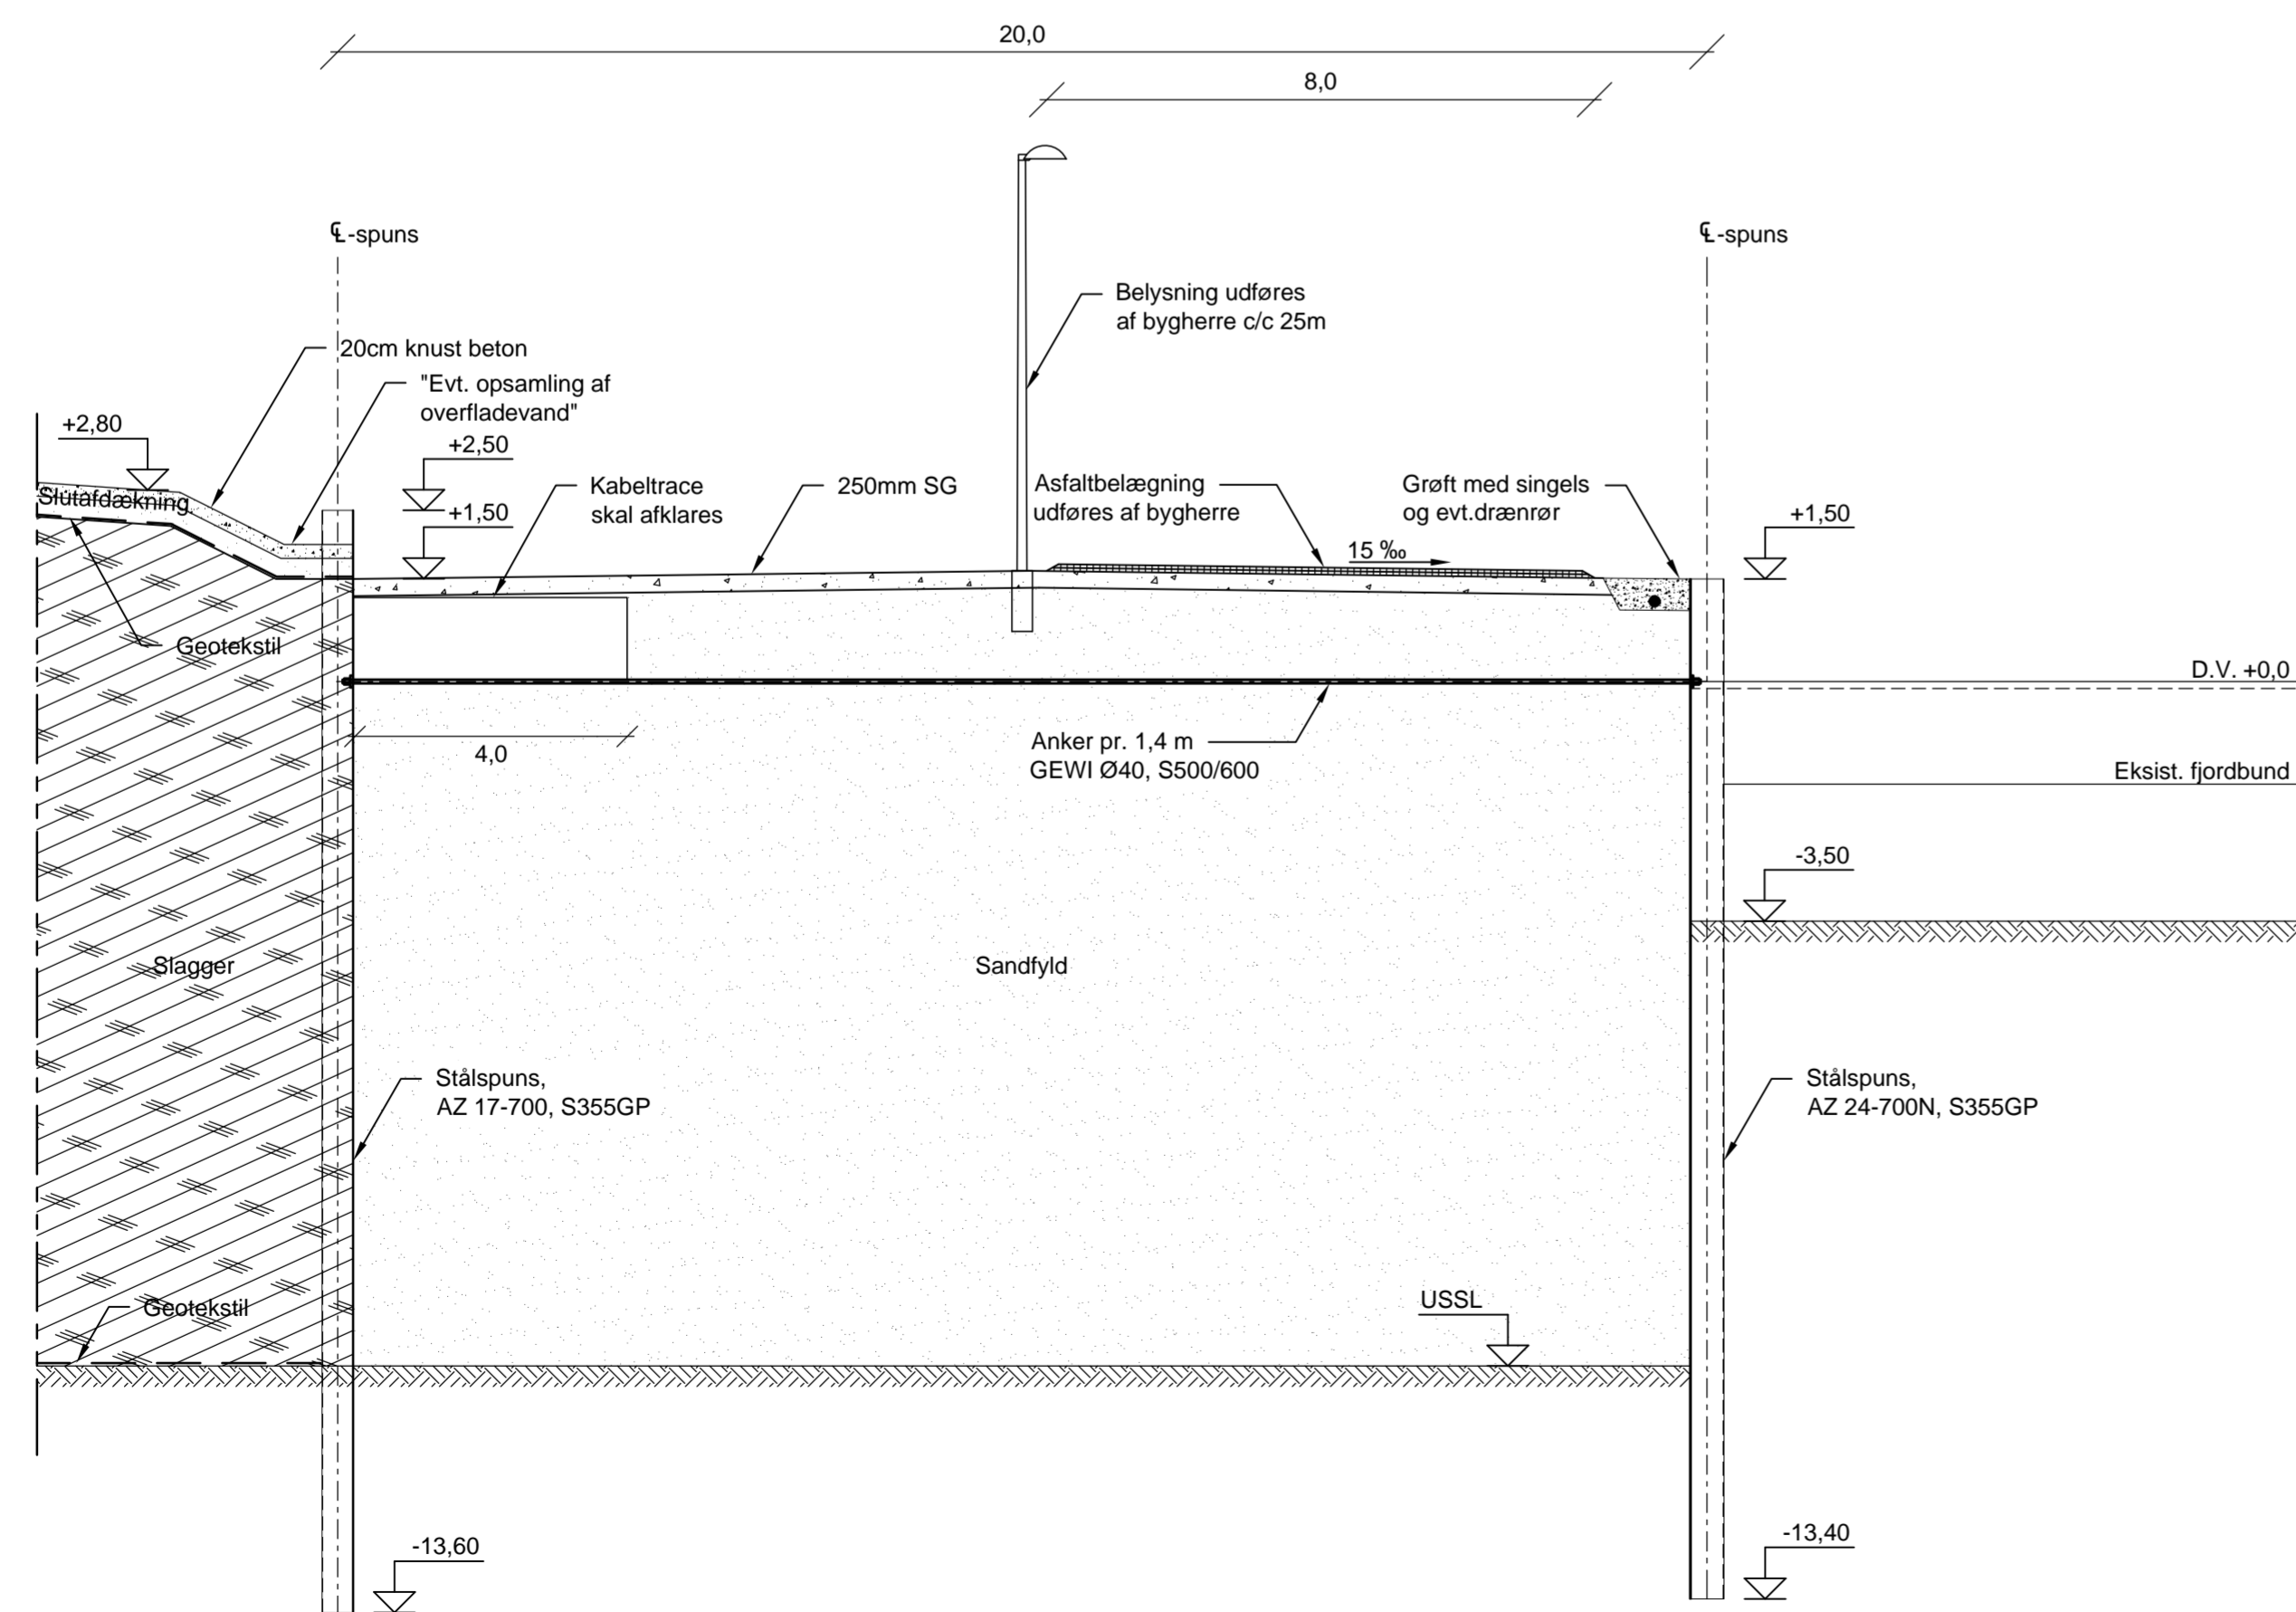 20,0
8,0
℄-spuns
℄-spuns
Belysning udføres
af bygherre c/c 25m
20cm knust beton
"Evt. opsamling af
overfladevand"
+2,80
+2,50
+1,50
Kabeltrace
skal afklares
250mm SG
Asfaltbelægning
udføres af bygherre
Grøft med singels
og evt.drænrør
+1,50
Slutafdækning.
15 ‰
Geotekstil
D.V. +0,0
4,0
Anker pr. 1,4 m
GEWI Ø40, S500/600
Eksist. fjordbund
-3,50
Slagger
Sandfyld
Stålspuns,
AZ 17-700, S355GP
Stålspuns,
AZ 24-700N, S355GP
Geotekstil
USSL
-13,60
-13,40